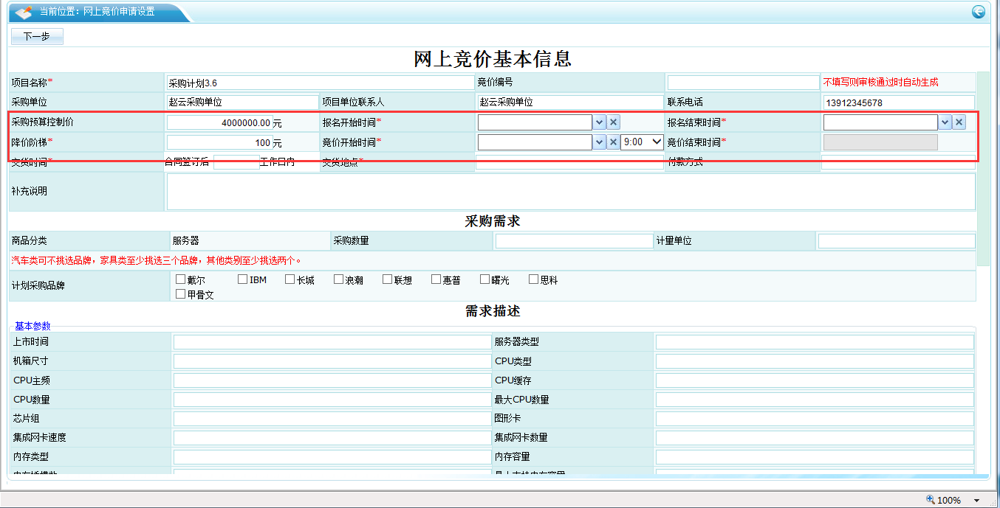 当前位置：网上竞价申请设置
下一步
网上竞价基本信息
项目名称* 采购计划3.6 竞价编号 不填写则审核通过时自动生成
采购单位 赵云采购单位 项目单位联系人 赵云采购单位 联系电话 13912345678
采购预算控制价 4000000.00 元 报名开始时间* 报名结束时间*
降价阶梯* 100 元 竞价开始时间* 9:00 竞价结束时间*
交货时间* 合同签订后 工作日内 交货地点* 付款方式
补充说明
采购需求
商品分类 服务器 采购数量 计量单位
汽车类可不挑选品牌，家具类至少挑选三个品牌，其他类别至少挑选两个。
计划采购品牌 戴尔 IBM 长城 浪潮 联想 惠普 曙光 思科
甲骨文
需求描述
基本参数
上市时间 服务器类型
机箱尺寸 CPU类型
CPU主频 CPU缓存
CPU数量 最大CPU数量
芯片组 图形卡
集成网卡速度 集成网卡数量
内存类型 内存容量
100%